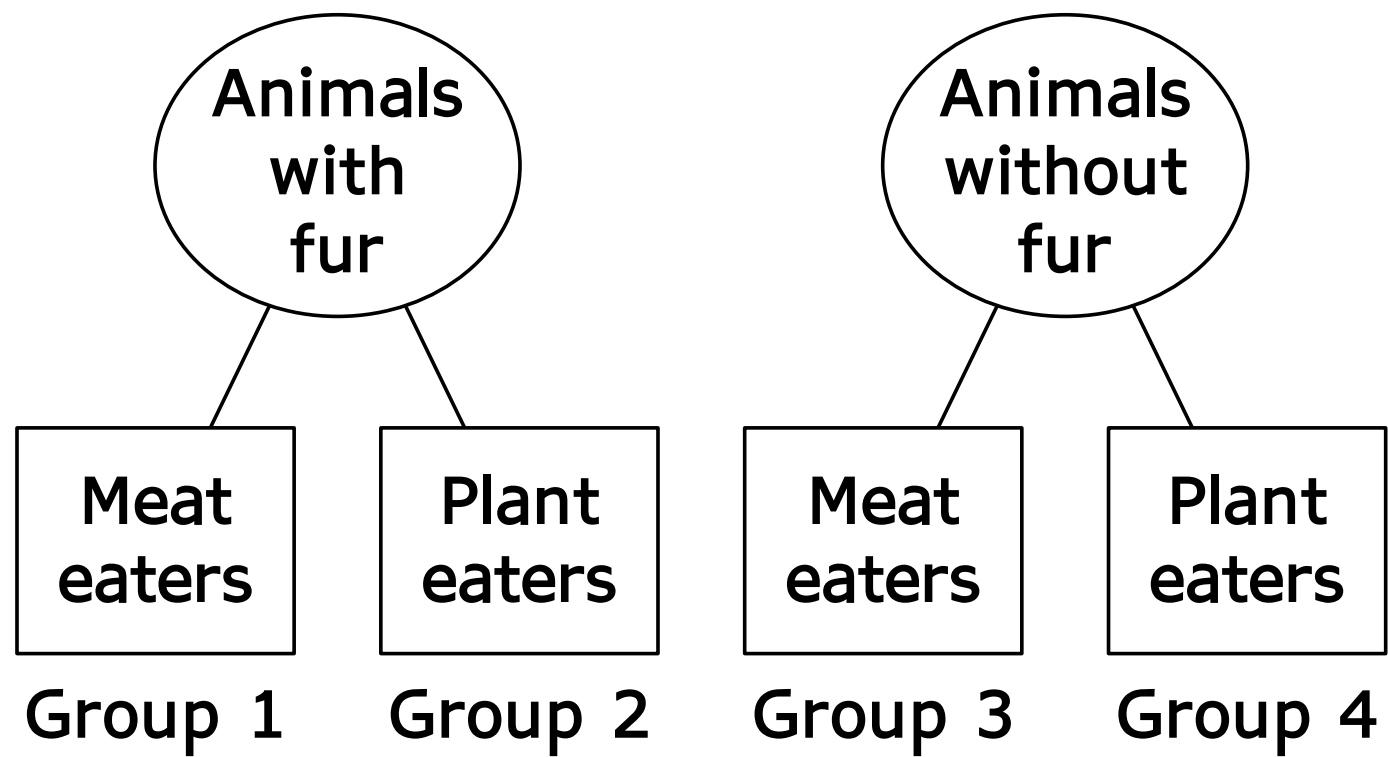 Animals
with
fur
Animals
without
fur
Meat
eaters
Plant
eaters
Meat
eaters
Plant
eaters
Group 1
Group 2
Group 3
Group 4